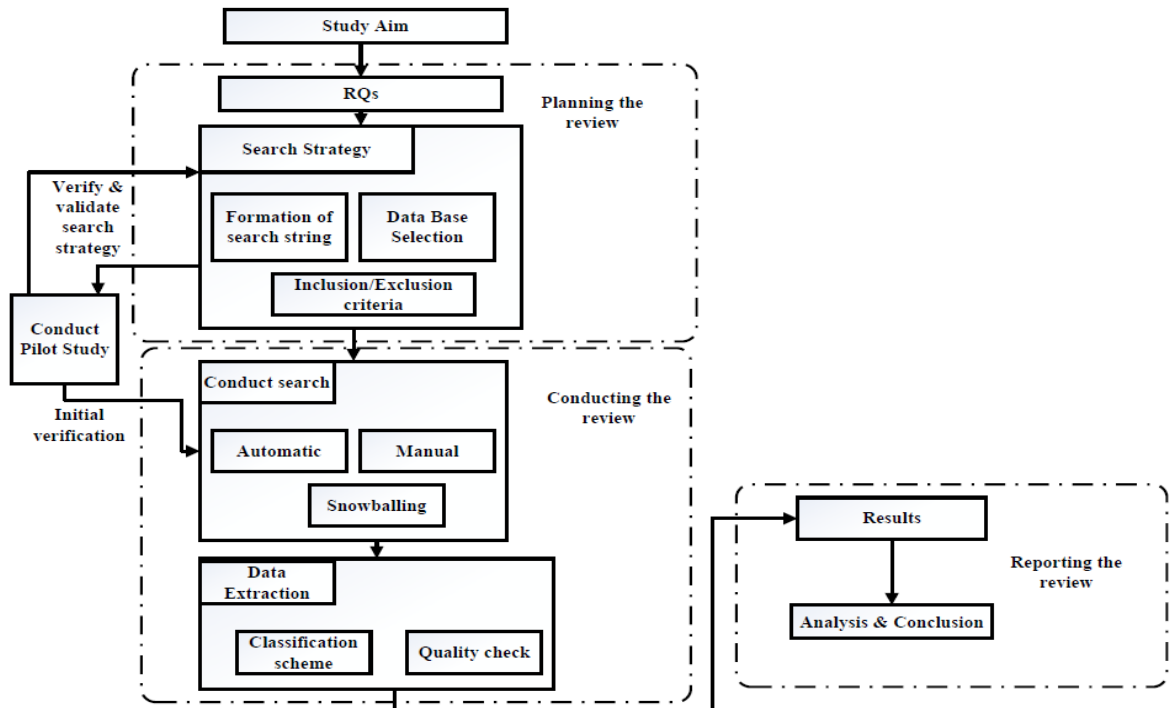 Study Aim
RQs
Planning the
review
Search Strategy
Verify &
validate
search
strategy
Formation of
search string
Data Base
Selection
Inclusion/Exclusion
criteria
Conduct
Pilot Study
Initial
verification
Conduct search
Conducting the
review
Automatic
Manual
Snowballing
Data
Extraction
Classification
scheme
Quality check
Results
Reporting the
review
Analysis & Conclusion